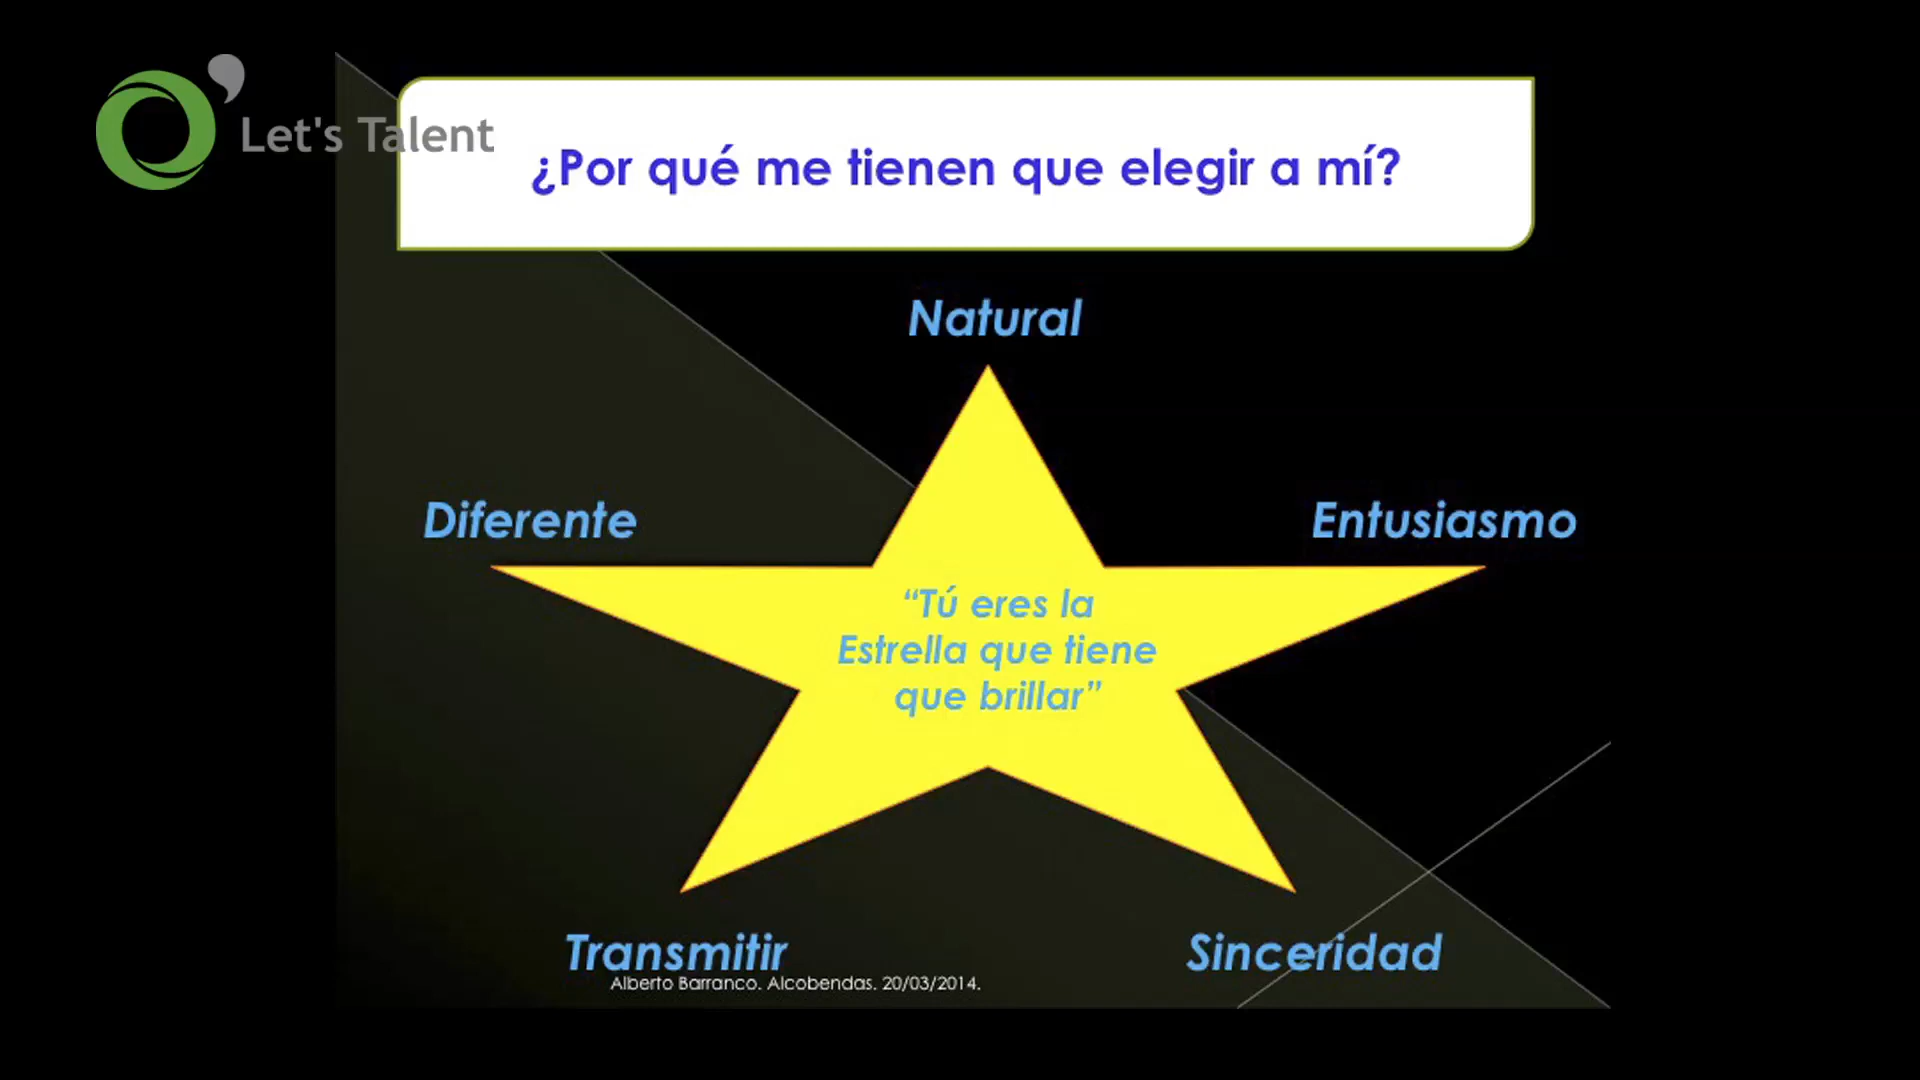 Let's Talent
¿Por qué me tienen que elegir a mí?
Natural
Diferente
Entusiasmo
“Tú eres la
Estrella que tiene
que brillar”
Transmitir
Sinceridad
Alberto Barranco. Alcobendas. 20/03/2014.